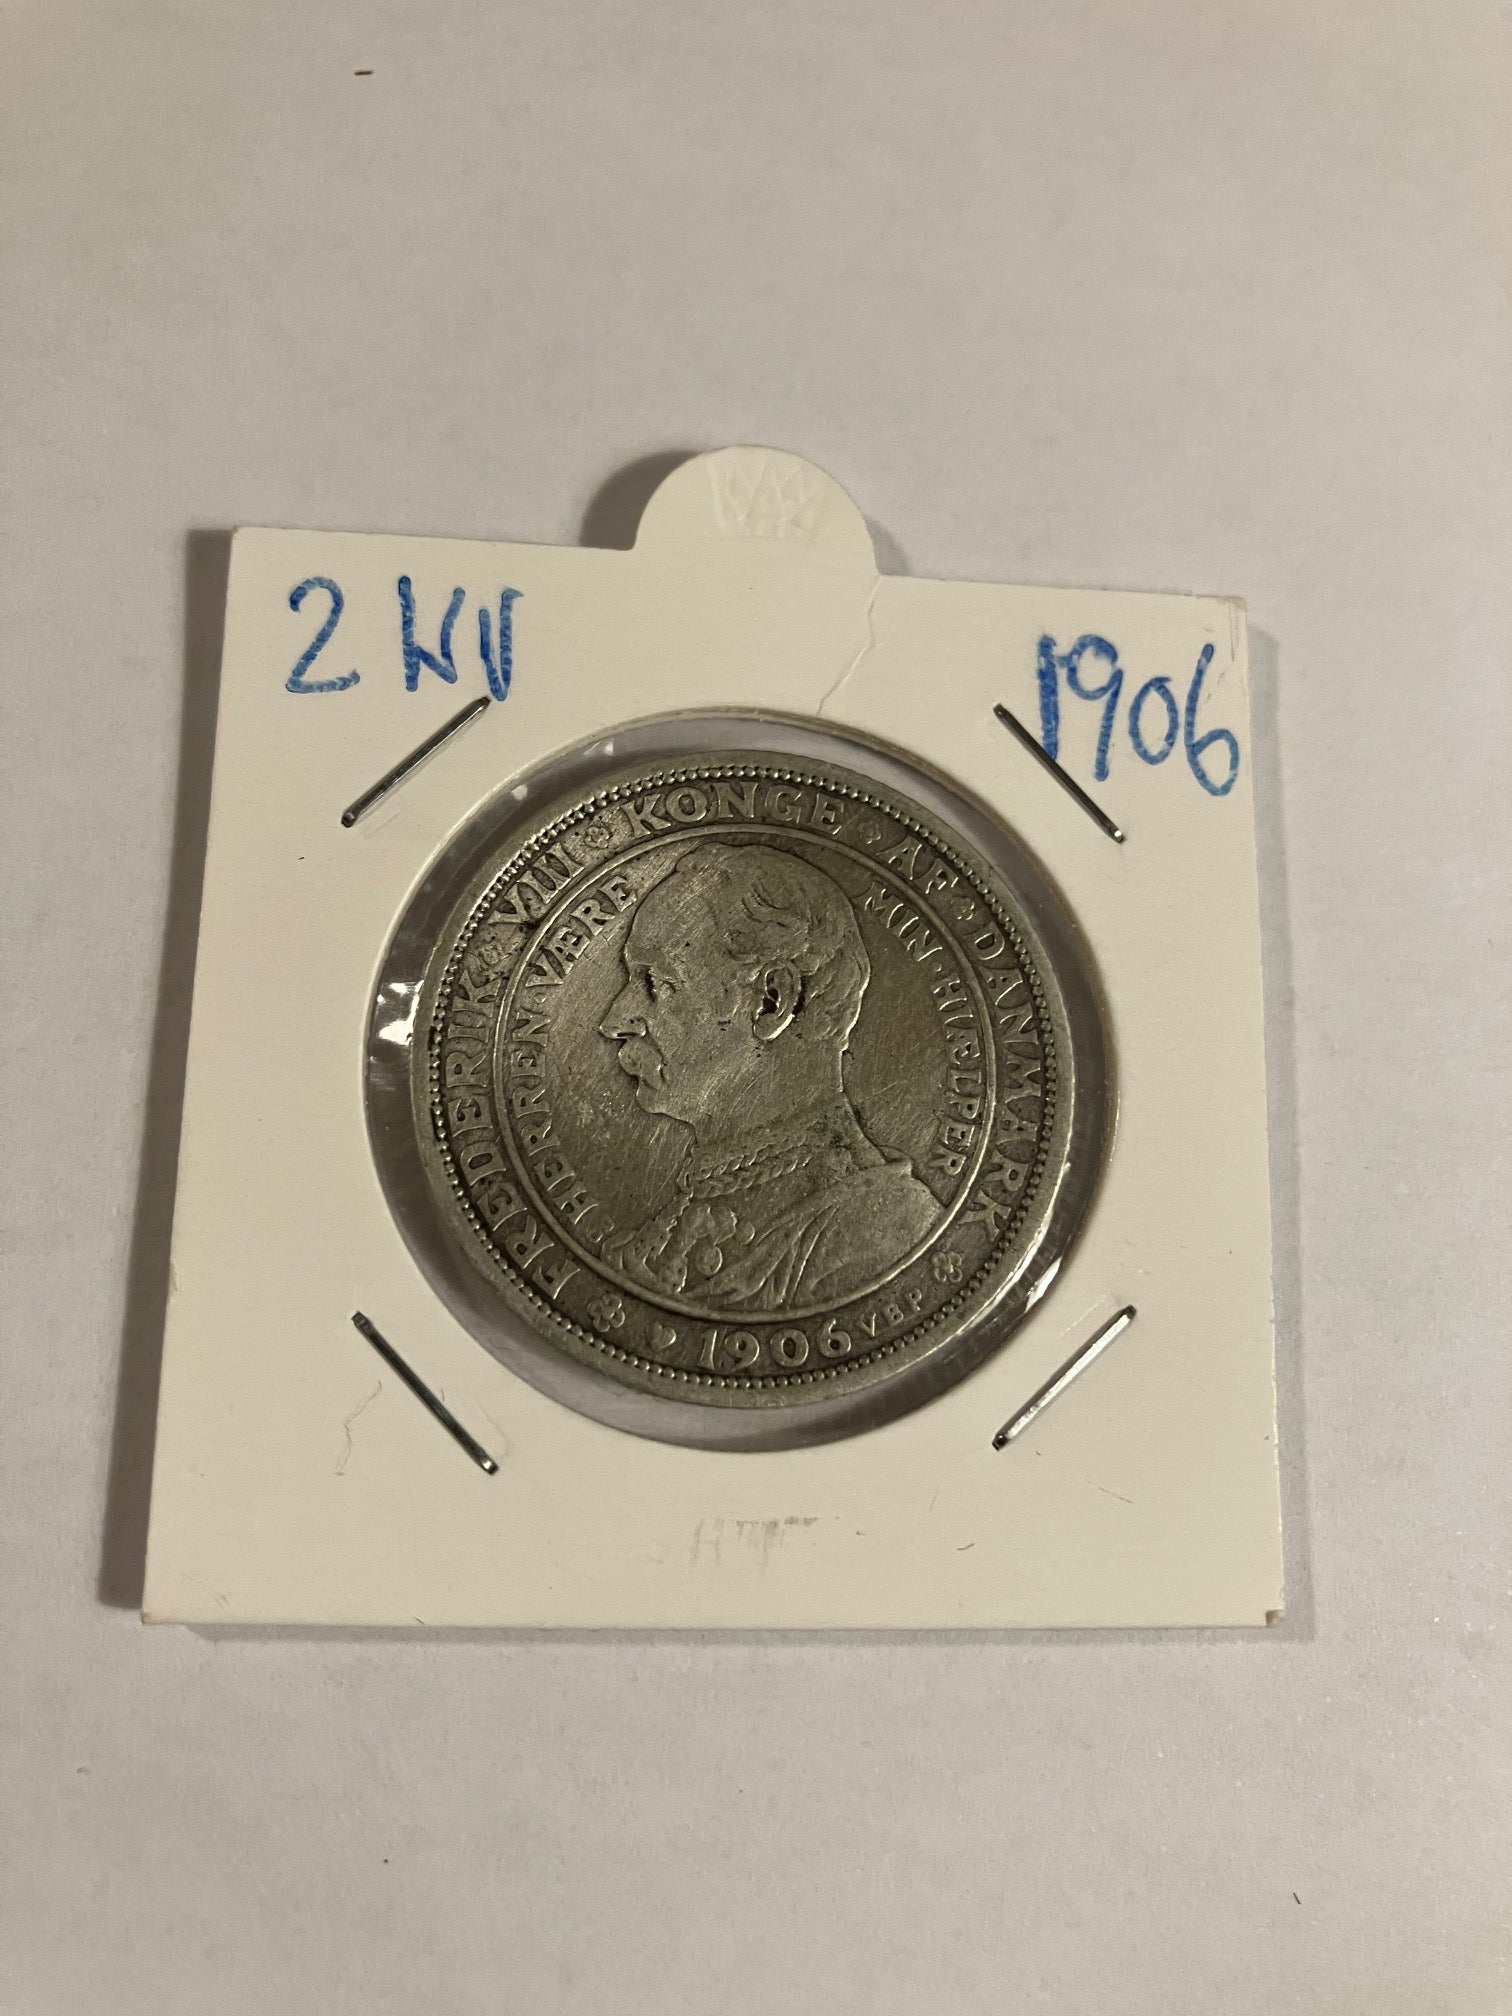 2 kr
1906
FREDERIK VIII KONGE AF DANMARK
HERREN·VÆRE
MIN·HJÆLPER
1906 VBP